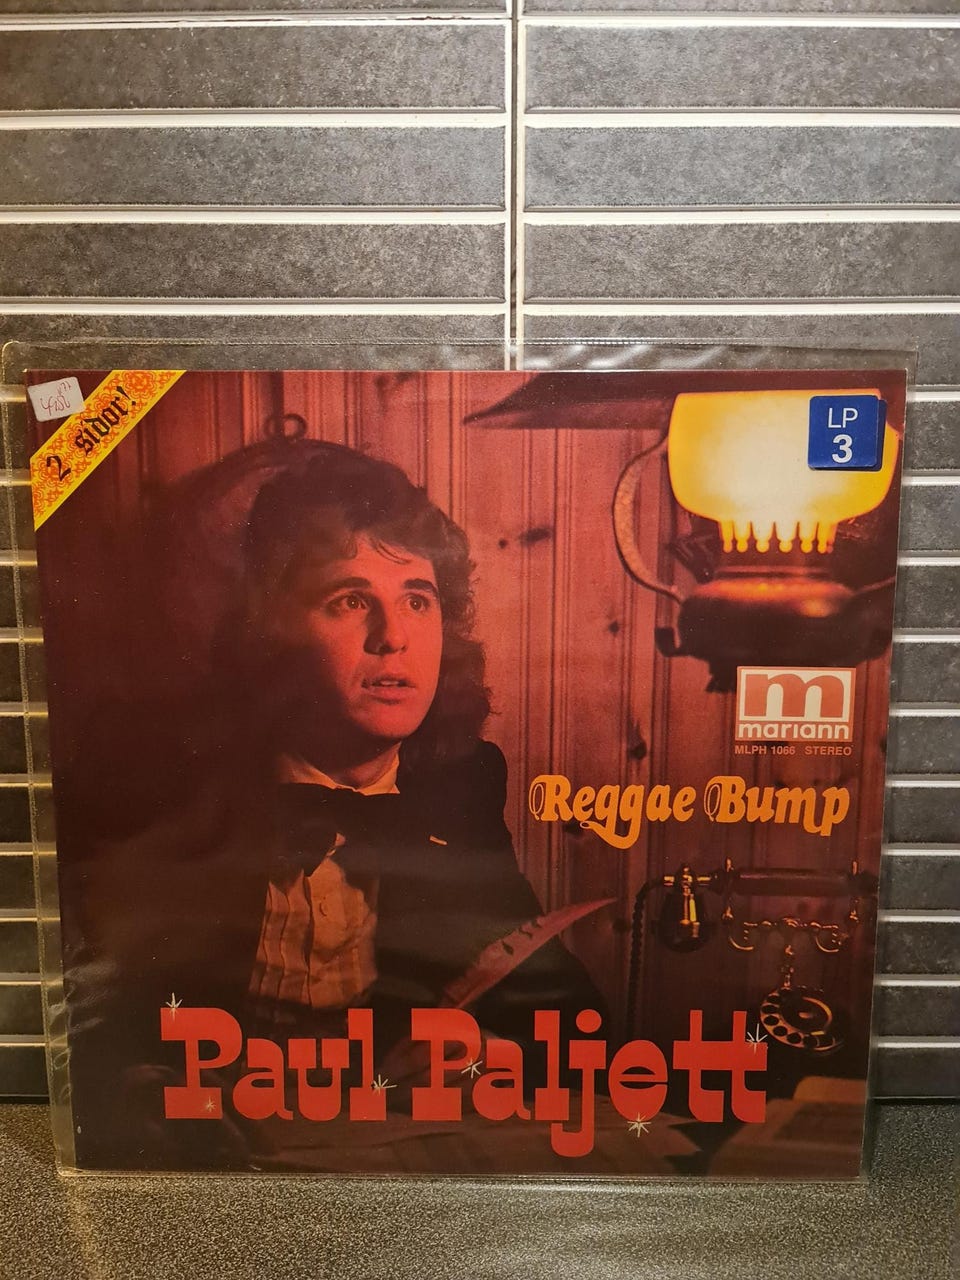 2 sidor!
LP
3
m
mariann
MLPH 1066 STEREO
Reggae Bump
Paul Paljett